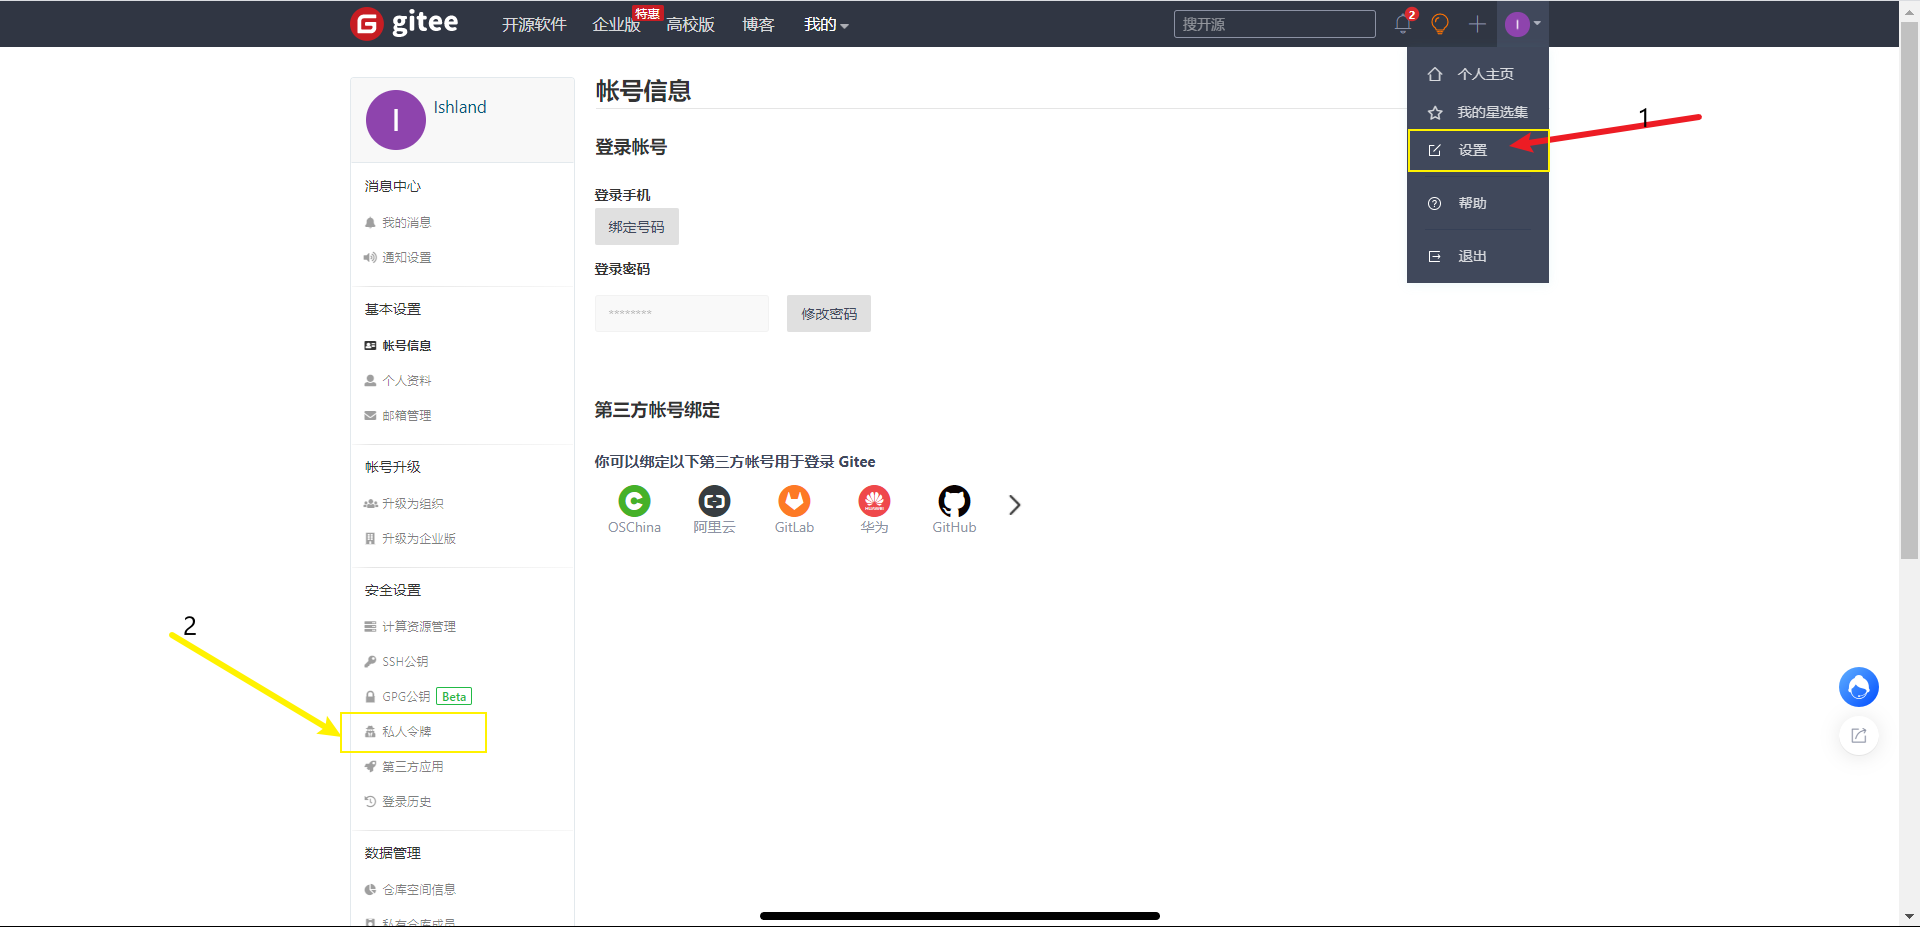 gitee
开源软件
企业版
特惠
高校版
博客
我的
搜开源
2
I
个人主页
我的星选集
设置
帮助
退出
1
I
Ishland
消息中心
我的消息
通知设置
基本设置
帐号信息
个人资料
邮箱管理
帐号升级
升级为组织
升级为企业版
安全设置
计算资源管理
SSH公钥
GPG公钥 Beta
私人令牌
第三方应用
登录历史
数据管理
仓库空间信息
私有仓库成员
2
帐号信息
登录帐号
登录手机
绑定号码
登录密码
********
修改密码
第三方帐号绑定
你可以绑定以下第三方帐号用于登录 Gitee
OSChina
阿里云
GitLab
HUAWEI
华为
GitHub